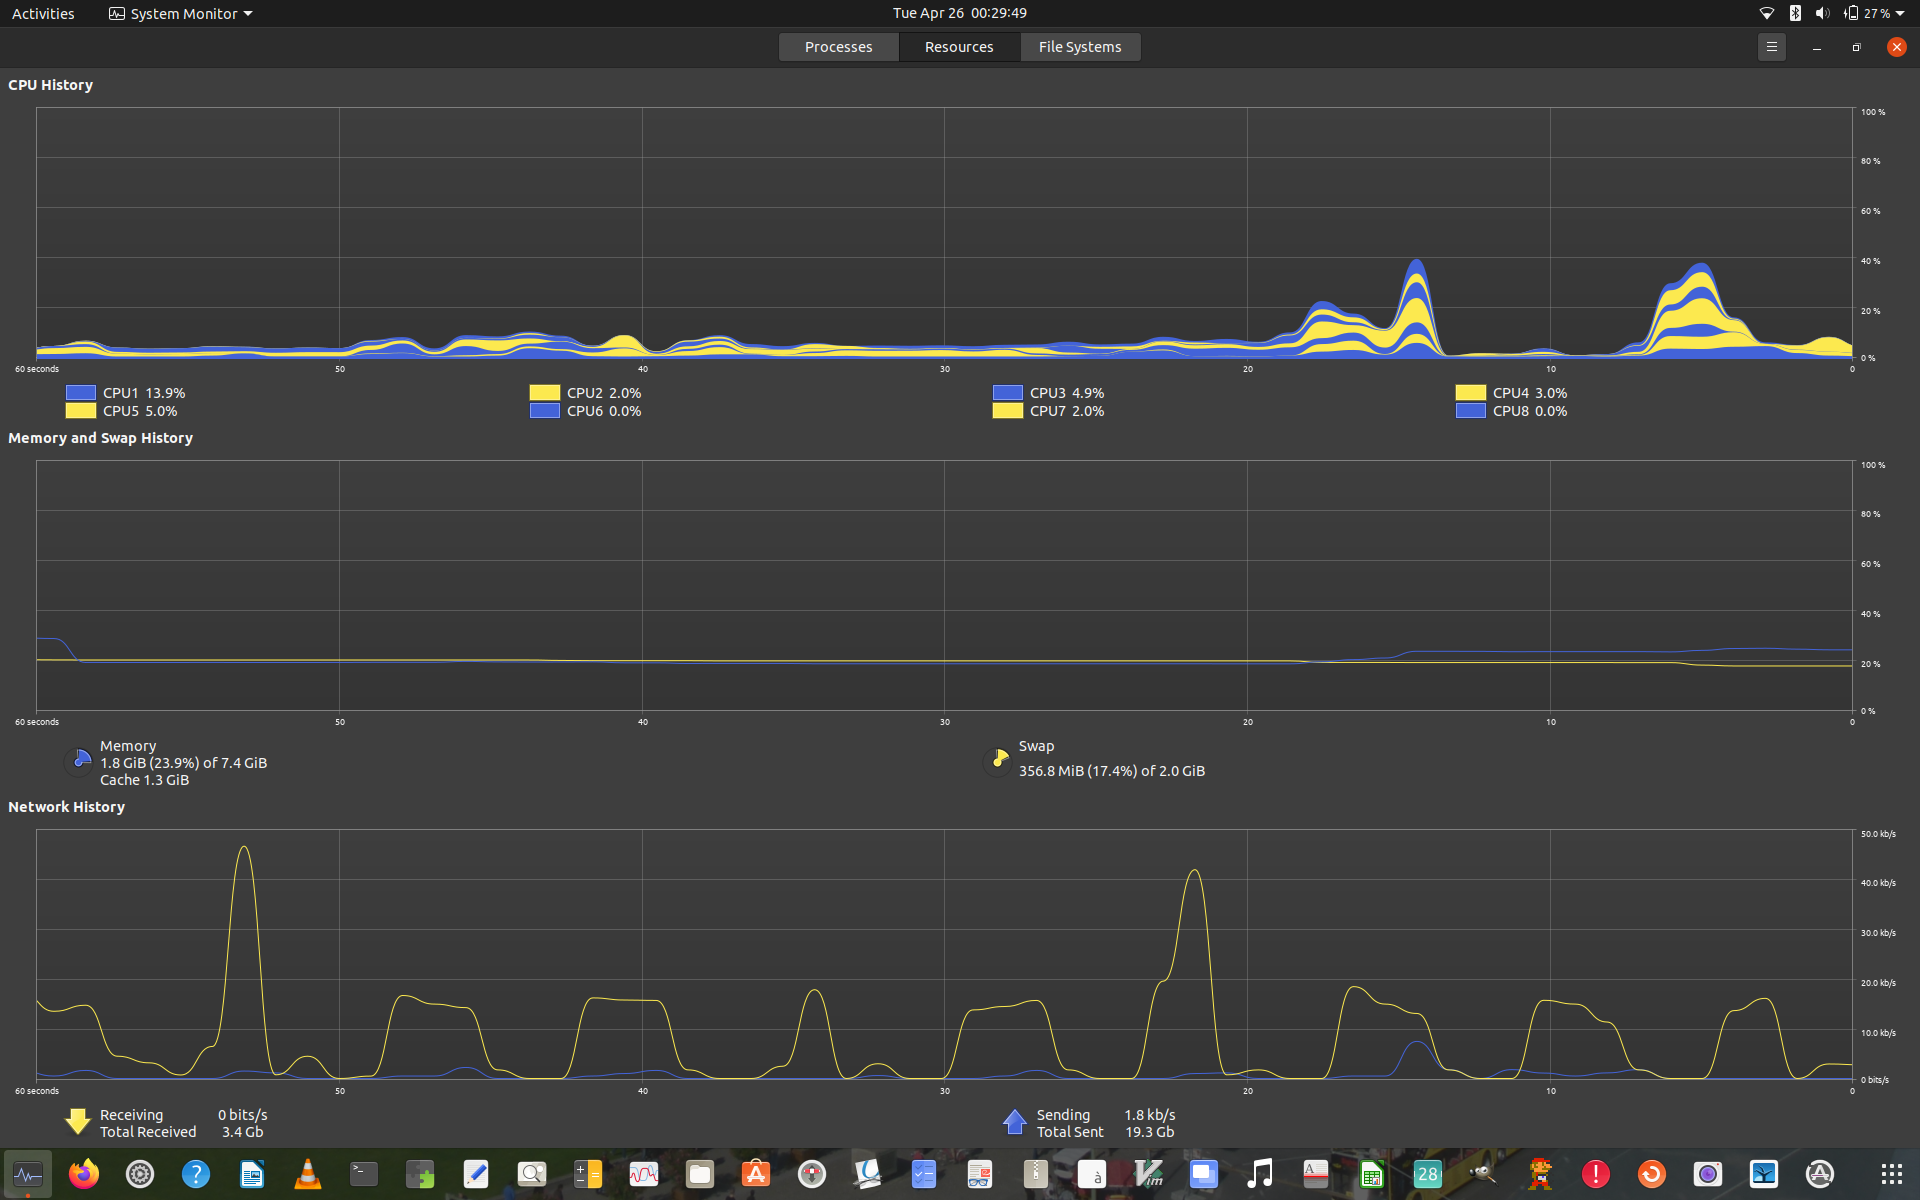 Activities System Monitor Tue Apr 26 00:29:49 27 %
Processes Resources File Systems
CPU History
100 %
80 %
60 %
40 %
20 %
0 %
60 seconds 50 40 30 20 10 0
CPU1 13.9% CPU2 2.0% CPU3 4.9% CPU4 3.0%
CPU5 5.0% CPU6 0.0% CPU7 2.0% CPU8 0.0%
Memory and Swap History
100 %
80 %
60 %
40 %
20 %
0 %
60 seconds 50 40 30 20 10 0
Memory
1.8 GiB (23.9%) of 7.4 GiB
Cache 1.3 GiB
Swap
356.8 MiB (17.4%) of 2.0 GiB
Network History
50.0 kb/s
40.0 kb/s
30.0 kb/s
20.0 kb/s
10.0 kb/s
0 bits/s
60 seconds 50 40 30 20 10 0
Receiving 0 bits/s Sending 1.8 kb/s
Total Received 3.4 Gb Total Sent 19.3 Gb
>_ ? à Vim A 28 !